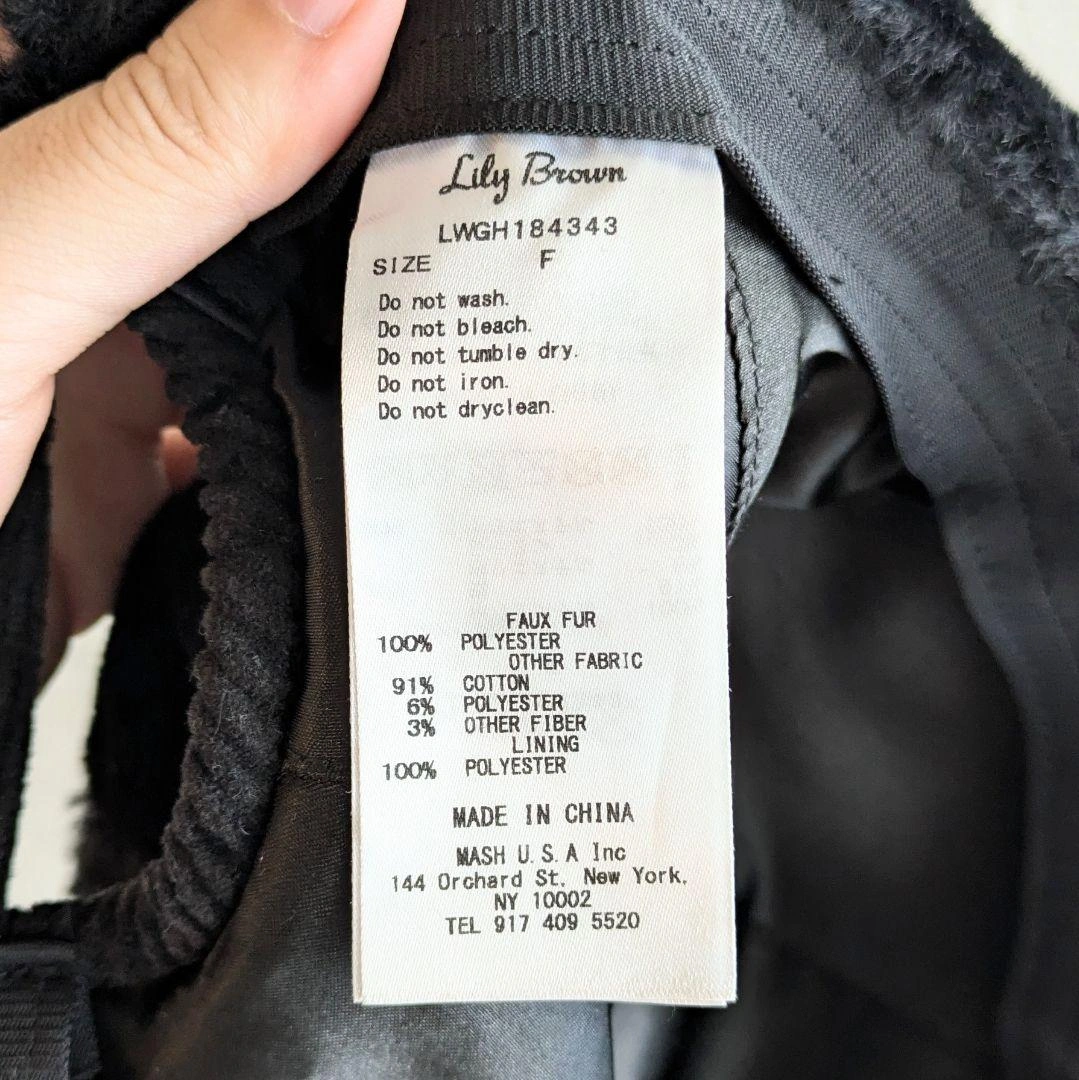 Lily Brown
LWGH184343
SIZE F
Do not wash.
Do not bleach.
Do not tumble dry.
Do not iron.
Do not dryclean.
FAUX FUR
100% POLYESTER
OTHER FABRIC
91% COTTON
6% POLYESTER
3% OTHER FIBER
LINING
100% POLYESTER
MADE IN CHINA
MASH U.S.A Inc
144 Orchard St, New York,
NY 10002
TEL 917 409 5520